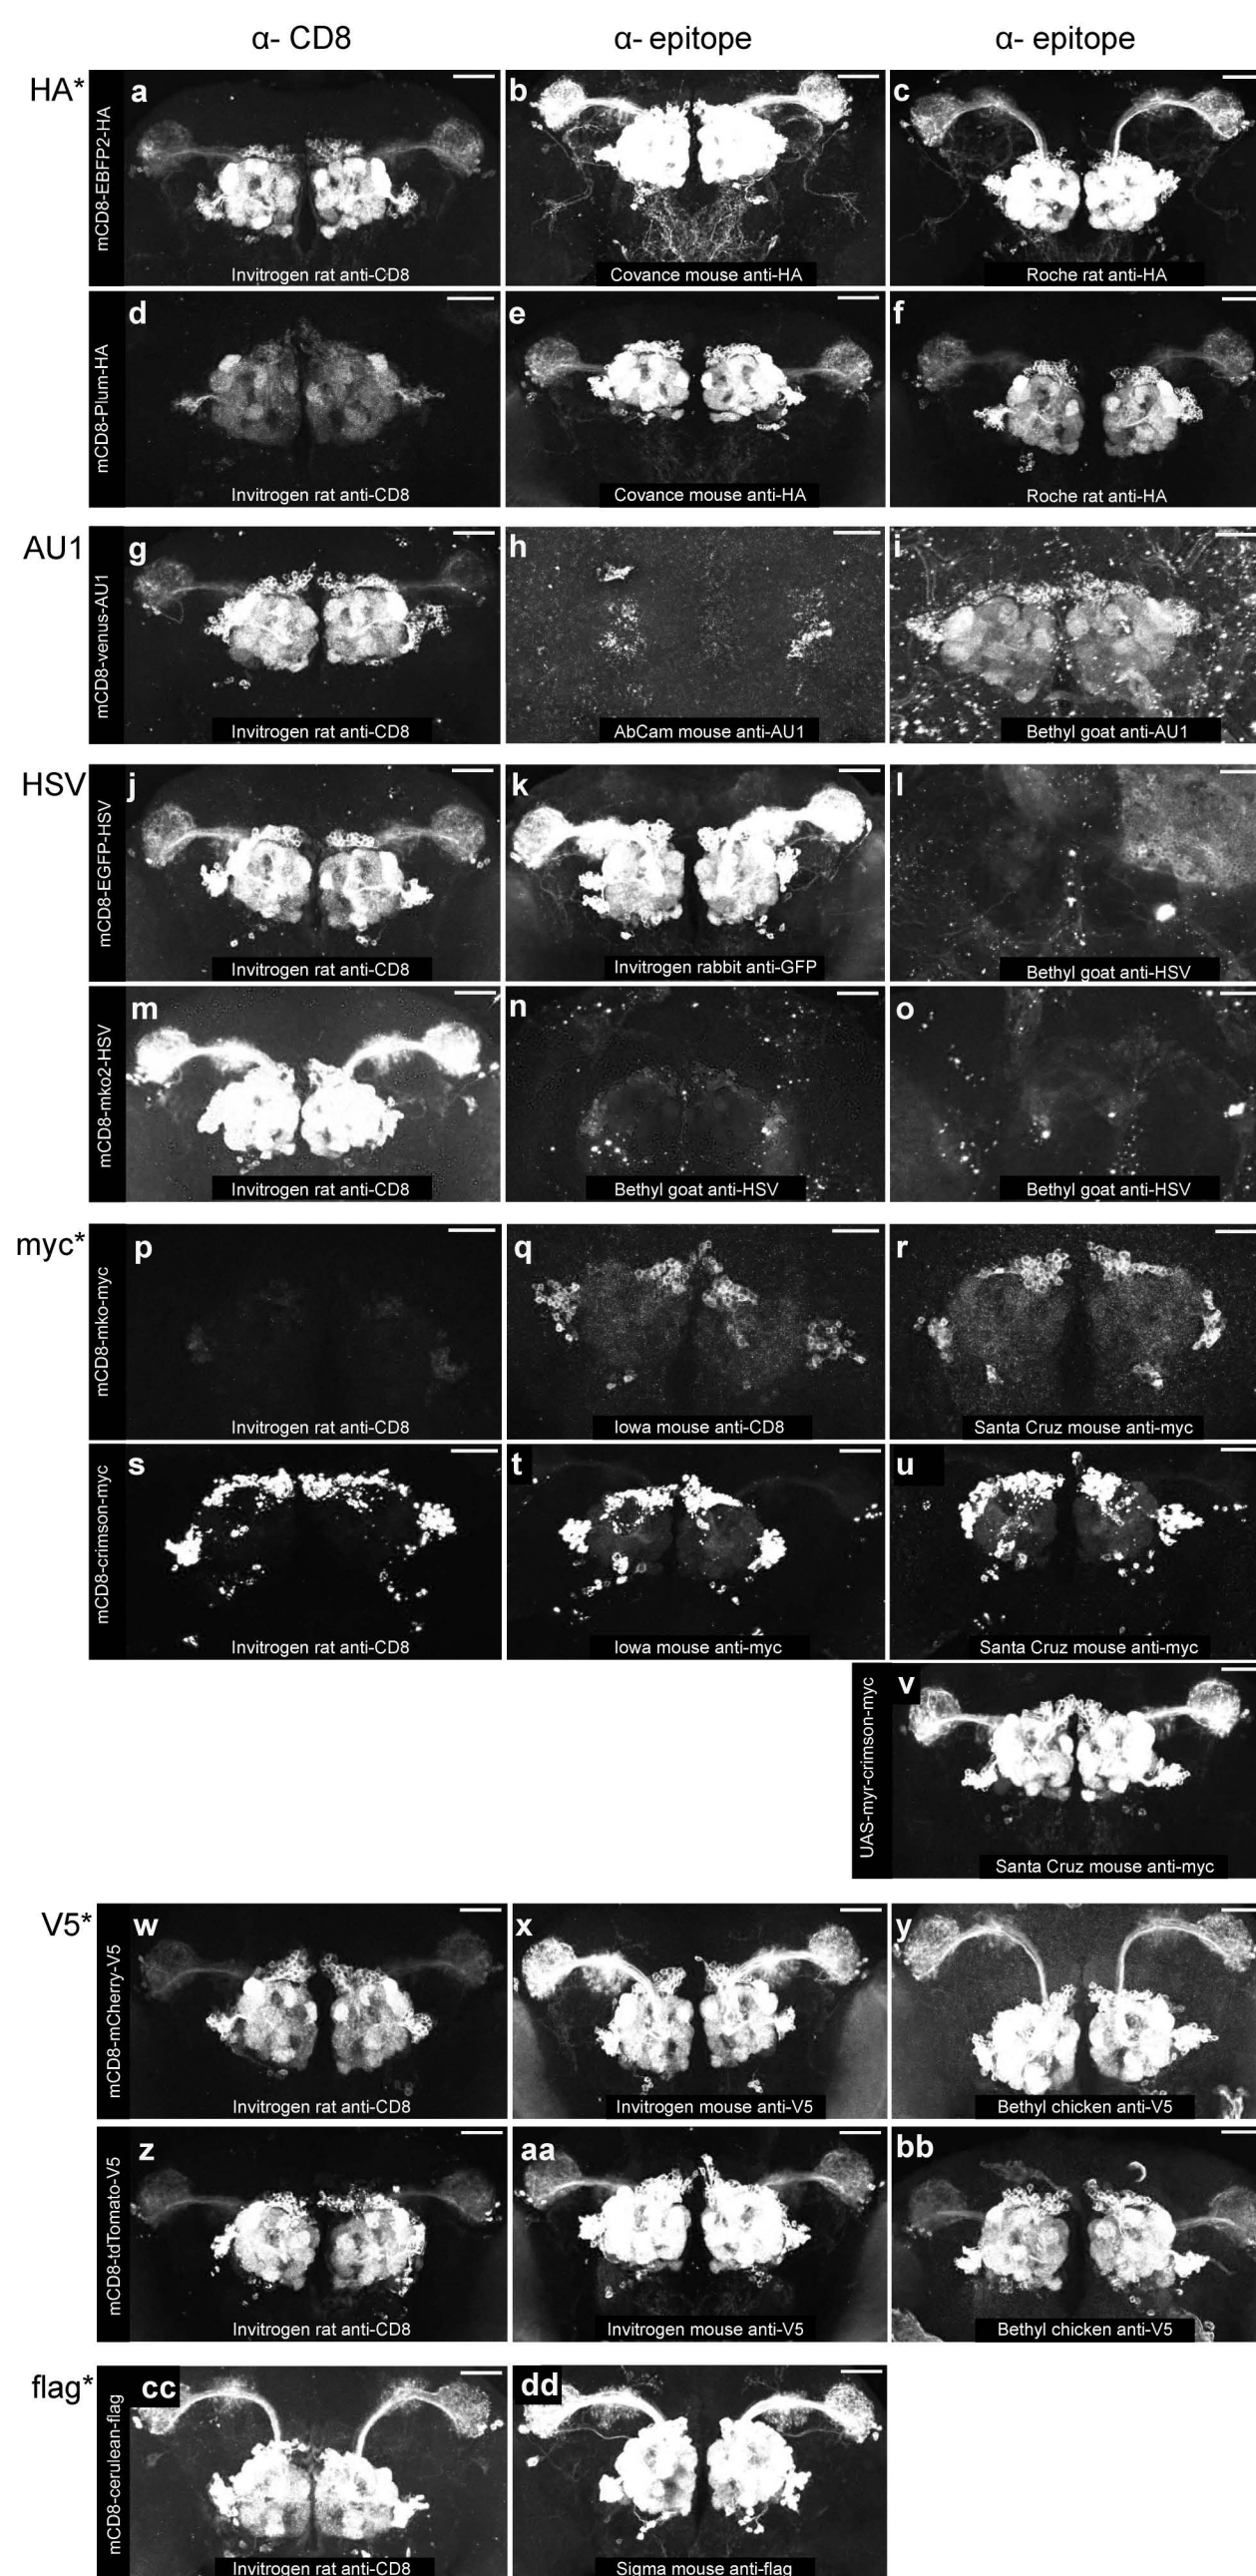 α- CD8 α- epitope α- epitope
HA*
mCD8-EBFP2-HA
a b c
Invitrogen rat anti-CD8 Covance mouse anti-HA Roche rat anti-HA
mCD8-Plum-HA
d e f
Invitrogen rat anti-CD8 Covance mouse anti-HA Roche rat anti-HA
AU1
mCD8-venus-AU1
g h i
Invitrogen rat anti-CD8 AbCam mouse anti-AU1 Bethyl goat anti-AU1
HSV
mCD8-EGFP-HSV
j k l
Invitrogen rat anti-CD8 Invitrogen rabbit anti-GFP Bethyl goat anti-HSV
mCD8-mko2-HSV
m n o
Invitrogen rat anti-CD8 Bethyl goat anti-HSV Bethyl goat anti-HSV
myc*
mCD8-mko-myc
p q r
Invitrogen rat anti-CD8 Iowa mouse anti-CD8 Santa Cruz mouse anti-myc
mCD8-crimson-myc
s t u
Invitrogen rat anti-CD8 Iowa mouse anti-myc Santa Cruz mouse anti-myc
UAS-myr-crimson-myc
v
Santa Cruz mouse anti-myc
V5*
mCD8-mCherry-V5
w x y
Invitrogen rat anti-CD8 Invitrogen mouse anti-V5 Bethyl chicken anti-V5
mCD8-tdTomato-V5
z aa bb
Invitrogen rat anti-CD8 Invitrogen mouse anti-V5 Bethyl chicken anti-V5
flag*
mCD8-cerulean-flag
cc dd
Invitrogen rat anti-CD8 Sigma mouse anti-flag